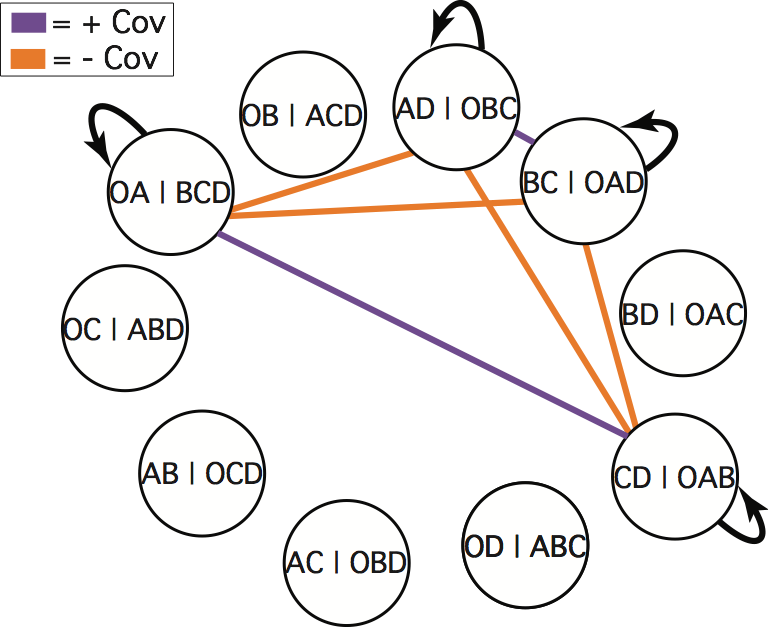 = + Cov
= - Cov
OB | ACD
AD | OBC
OA | BCD
BC | OAD
OC | ABD
BD | OAC
AB | OCD
CD | OAB
AC | OBD
OD | ABC